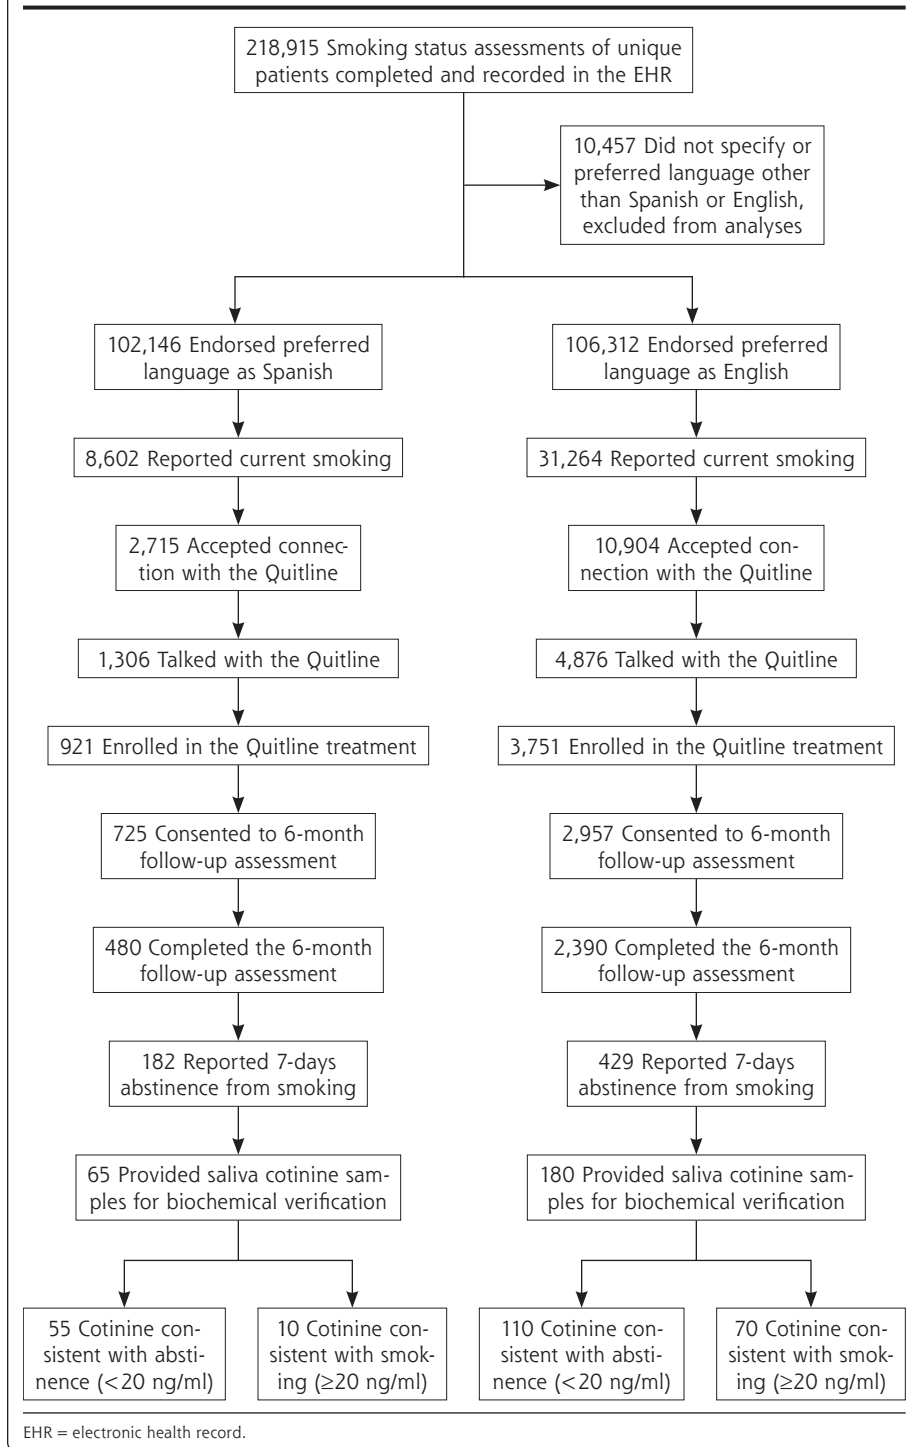 218,915 Smoking status assessments of unique
patients completed and recorded in the EHR
10,457 Did not specify or
preferred language other
than Spanish or English,
excluded from analyses
102,146 Endorsed preferred
language as Spanish
106,312 Endorsed preferred
language as English
8,602 Reported current smoking
31,264 Reported current smoking
2,715 Accepted connec-
tion with the Quitline
10,904 Accepted con-
nection with the Quitline
1,306 Talked with the Quitline
4,876 Talked with the Quitline
921 Enrolled in the Quitline treatment
3,751 Enrolled in the Quitline treatment
725 Consented to 6-month
follow-up assessment
2,957 Consented to 6-month
follow-up assessment
480 Completed the 6-month
follow-up assessment
2,390 Completed the 6-month
follow-up assessment
182 Reported 7-days
abstinence from smoking
429 Reported 7-days
abstinence from smoking
65 Provided saliva cotinine sam-
ples for biochemical verification
180 Provided saliva cotinine sam-
ples for biochemical verification
55 Cotinine con-
sistent with absti-
nence (<20 ng/ml)
10 Cotinine con-
sistent with smok-
ing (≥20 ng/ml)
110 Cotinine con-
sistent with absti-
nence (<20 ng/ml)
70 Cotinine con-
sistent with smok-
ing (≥20 ng/ml)
EHR = electronic health record.